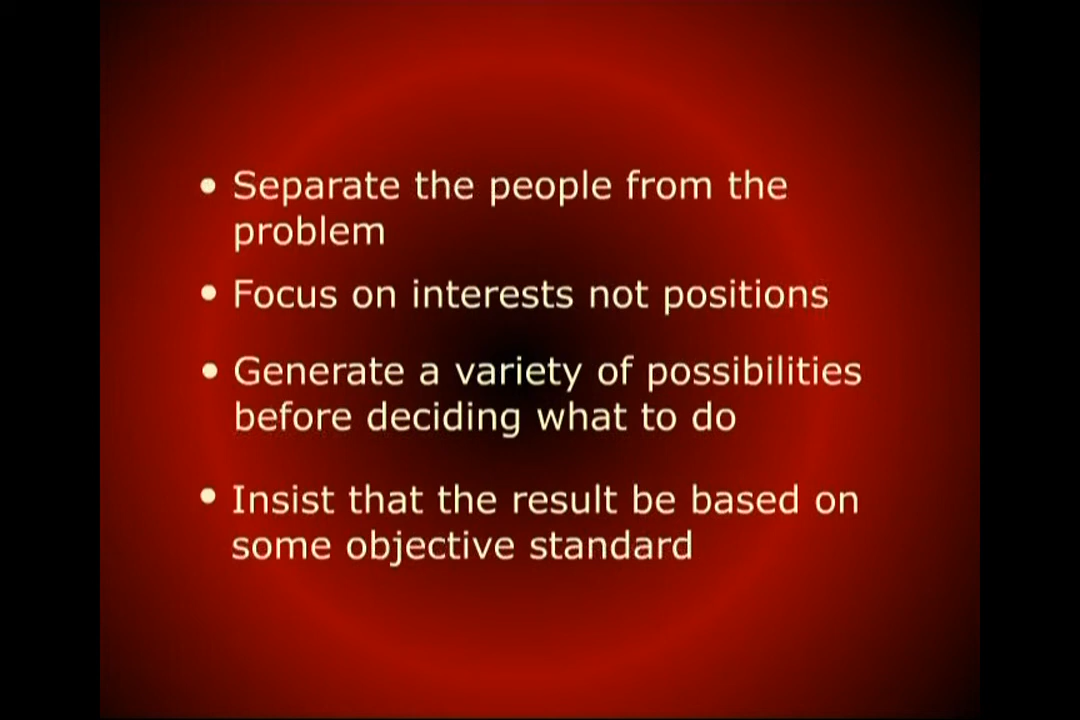 • Separate the people from the
problem
• Focus on interests not positions
• Generate a variety of possibilities
before deciding what to do
• Insist that the result be based on
some objective standard